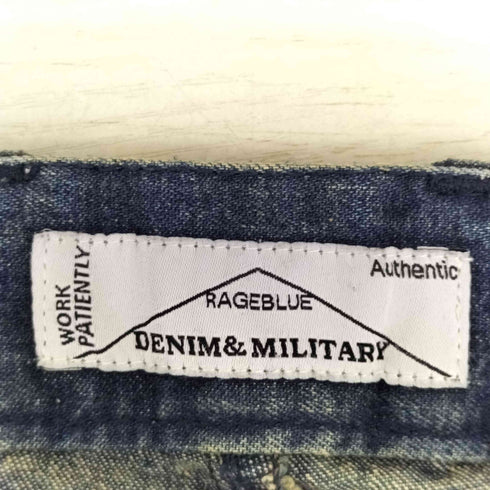 WORK
PATIENTLY
Authentic
RAGEBLUE
DENIM & MILITARY